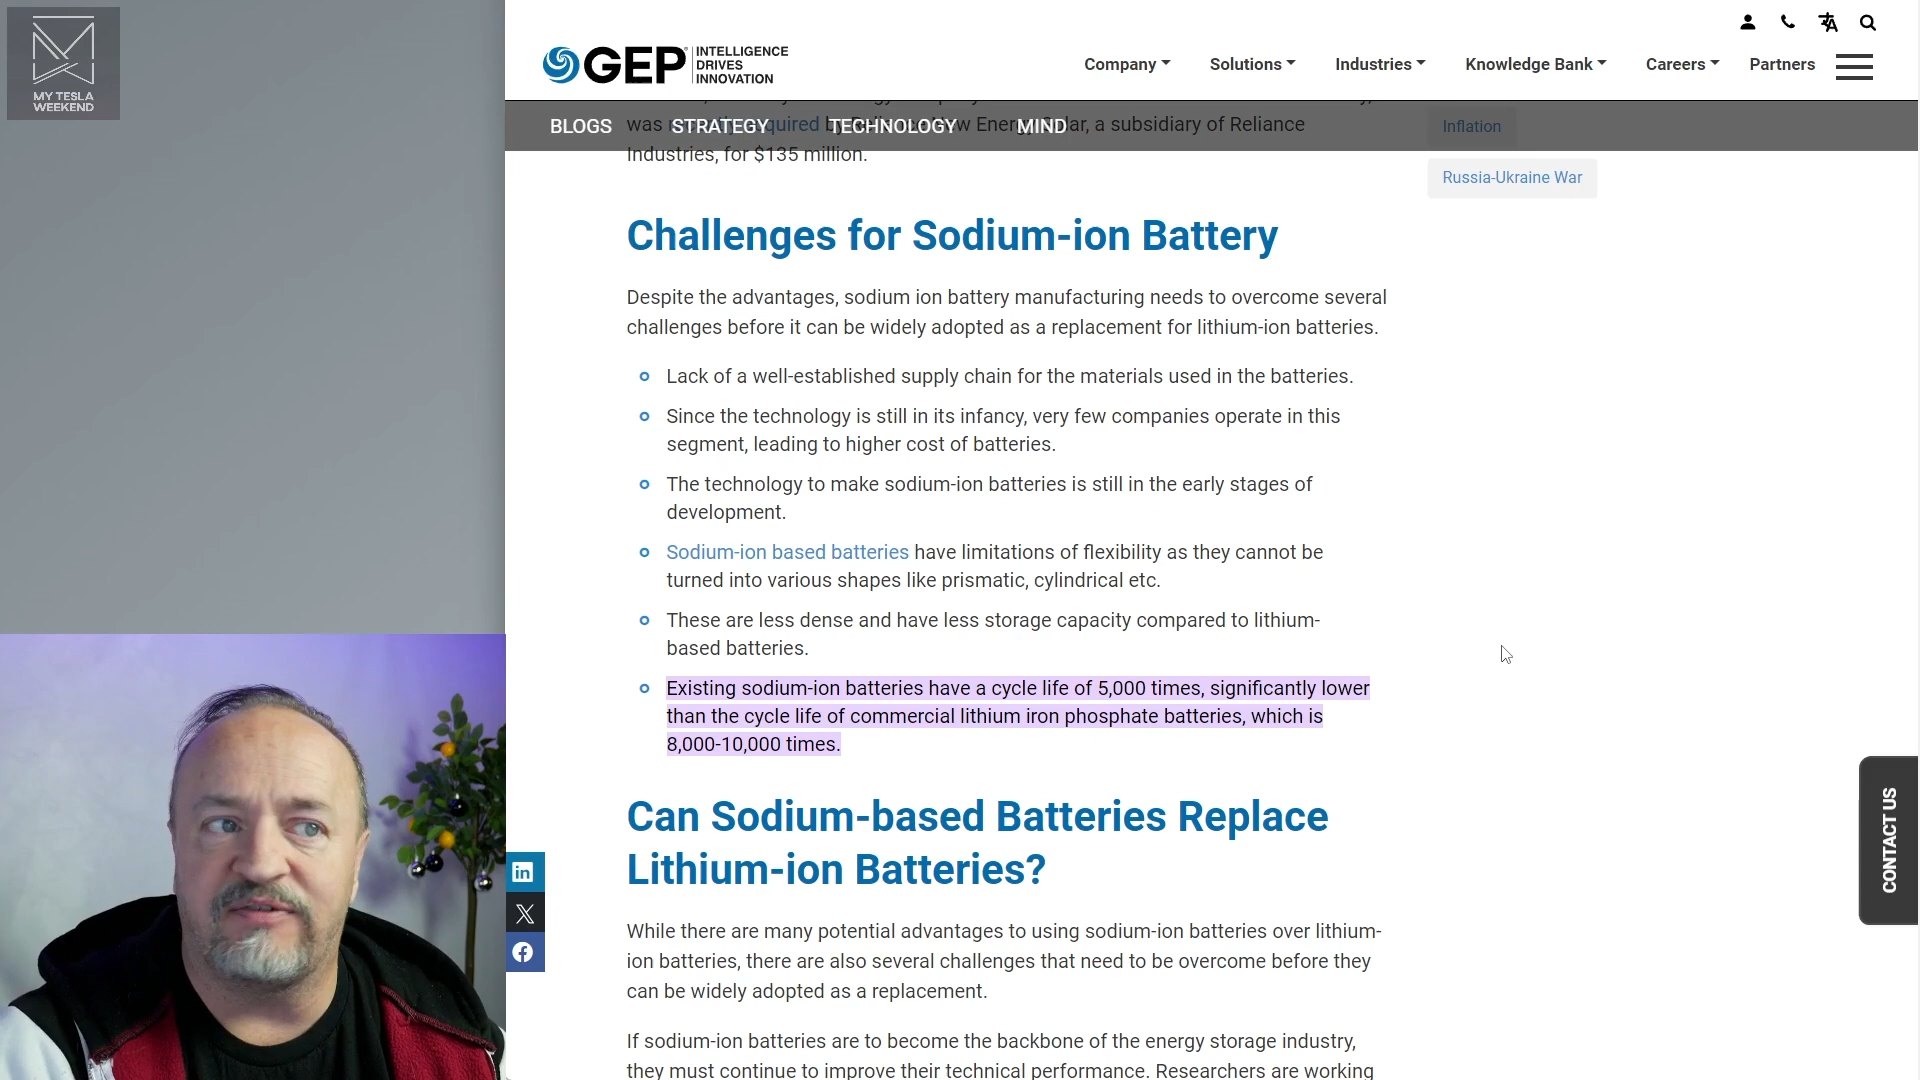 MY TESLA
WEEKEND
GEP
INTELLIGENCE
DRIVES
INNOVATION
Company
Solutions
Industries
Knowledge Bank
Careers
Partners
BLOGS
STRATEGY
TECHNOLOGY
MIND
was recently acquired by Reliance New Energy Solar, a subsidiary of Reliance
Industries, for $135 million.
Inflation
Russia-Ukraine War
Challenges for Sodium-ion Battery
Despite the advantages, sodium ion battery manufacturing needs to overcome several
challenges before it can be widely adopted as a replacement for lithium-ion batteries.
Lack of a well-established supply chain for the materials used in the batteries.
Since the technology is still in its infancy, very few companies operate in this
segment, leading to higher cost of batteries.
The technology to make sodium-ion batteries is still in the early stages of
development.
Sodium-ion based batteries have limitations of flexibility as they cannot be
turned into various shapes like prismatic, cylindrical etc.
These are less dense and have less storage capacity compared to lithium-
based batteries.
Existing sodium-ion batteries have a cycle life of 5,000 times, significantly lower
than the cycle life of commercial lithium iron phosphate batteries, which is
8,000-10,000 times.
Can Sodium-based Batteries Replace
Lithium-ion Batteries?
While there are many potential advantages to using sodium-ion batteries over lithium-
ion batteries, there are also several challenges that need to be overcome before they
can be widely adopted as a replacement.
If sodium-ion batteries are to become the backbone of the energy storage industry,
they must continue to improve their technical performance. Researchers are working
in
CONTACT US